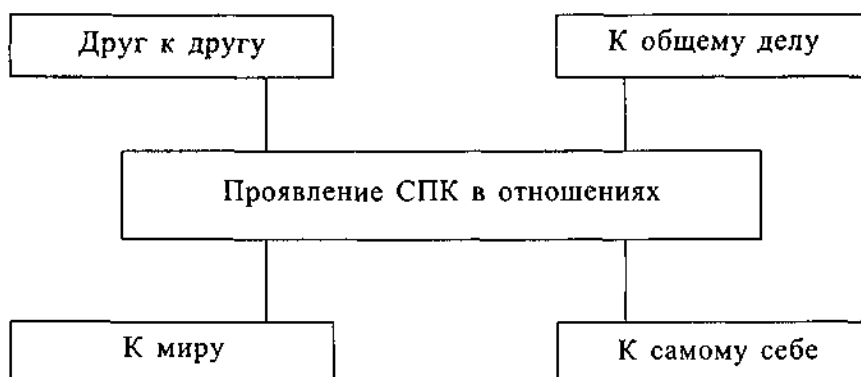 Друг к другу
К общему делу
Проявление СПК в отношениях
К миру
К самому себе